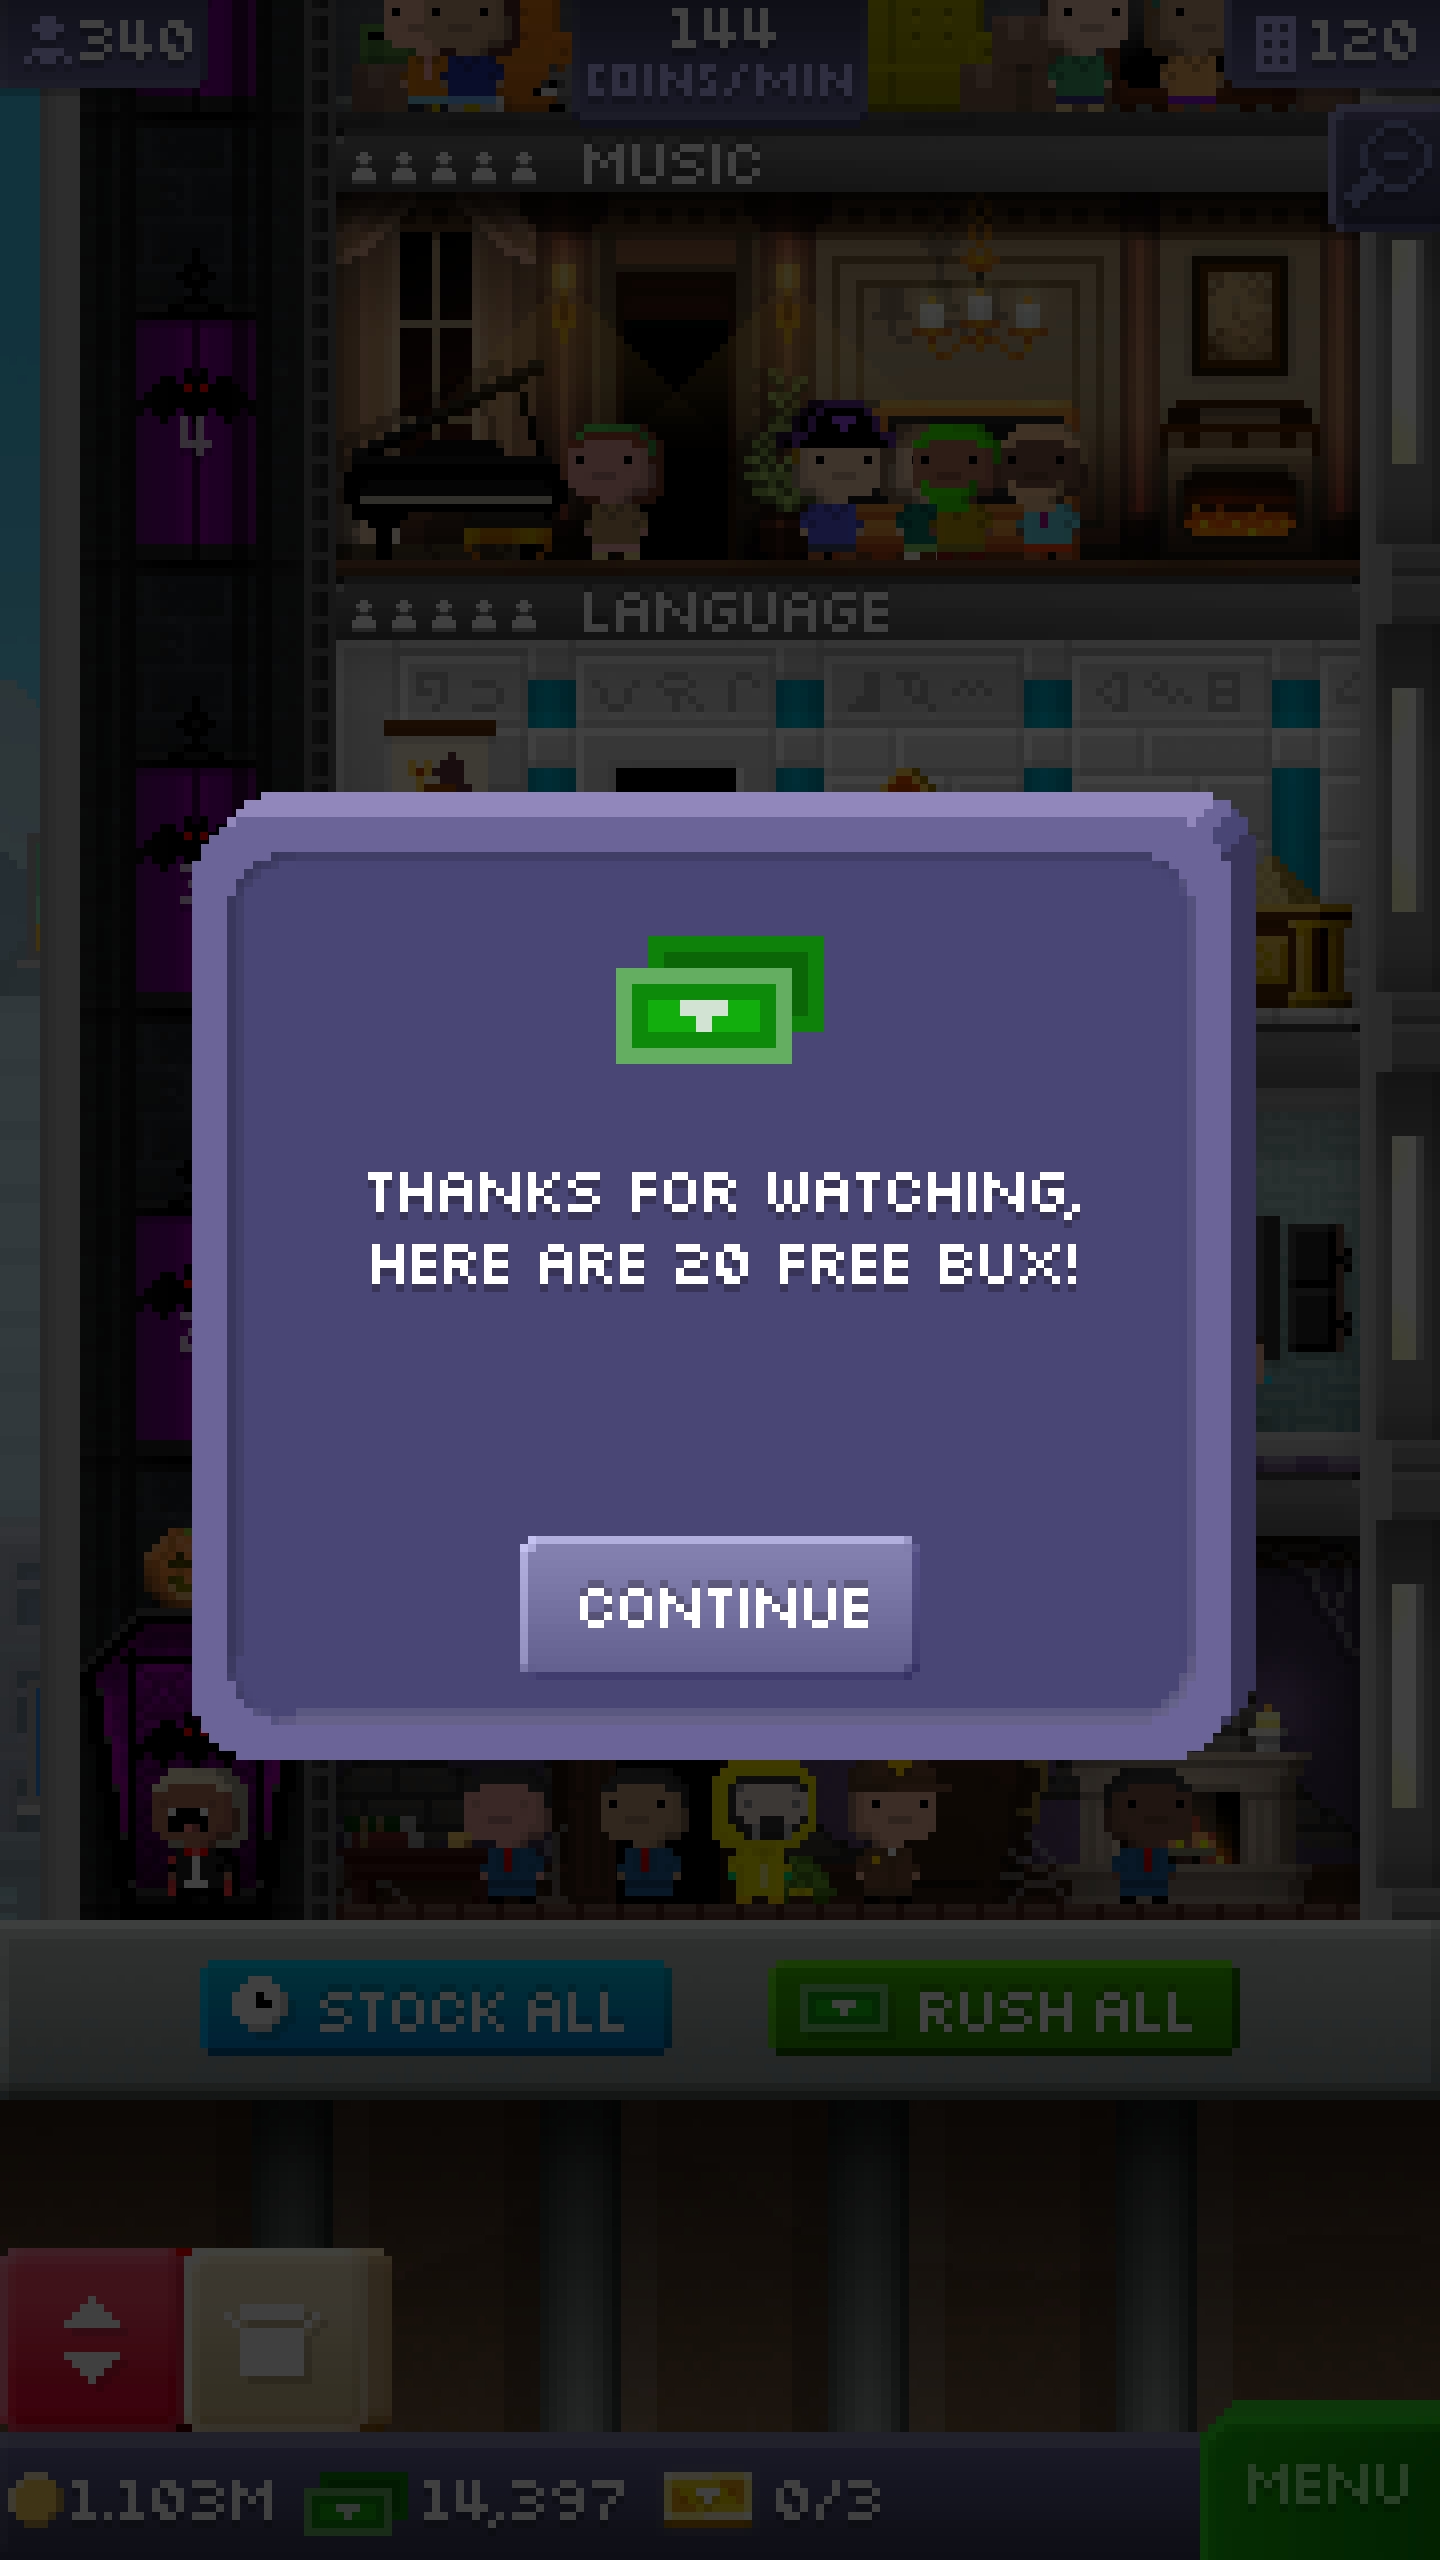 340
144
COINS/MIN
120
MUSIC
4
LANGUAGE
THANKS FOR WATCHING,
HERE ARE 20 FREE BUX!
CONTINUE
STOCK ALL
RUSH ALL
1.103M
14,397
0/3
MENU